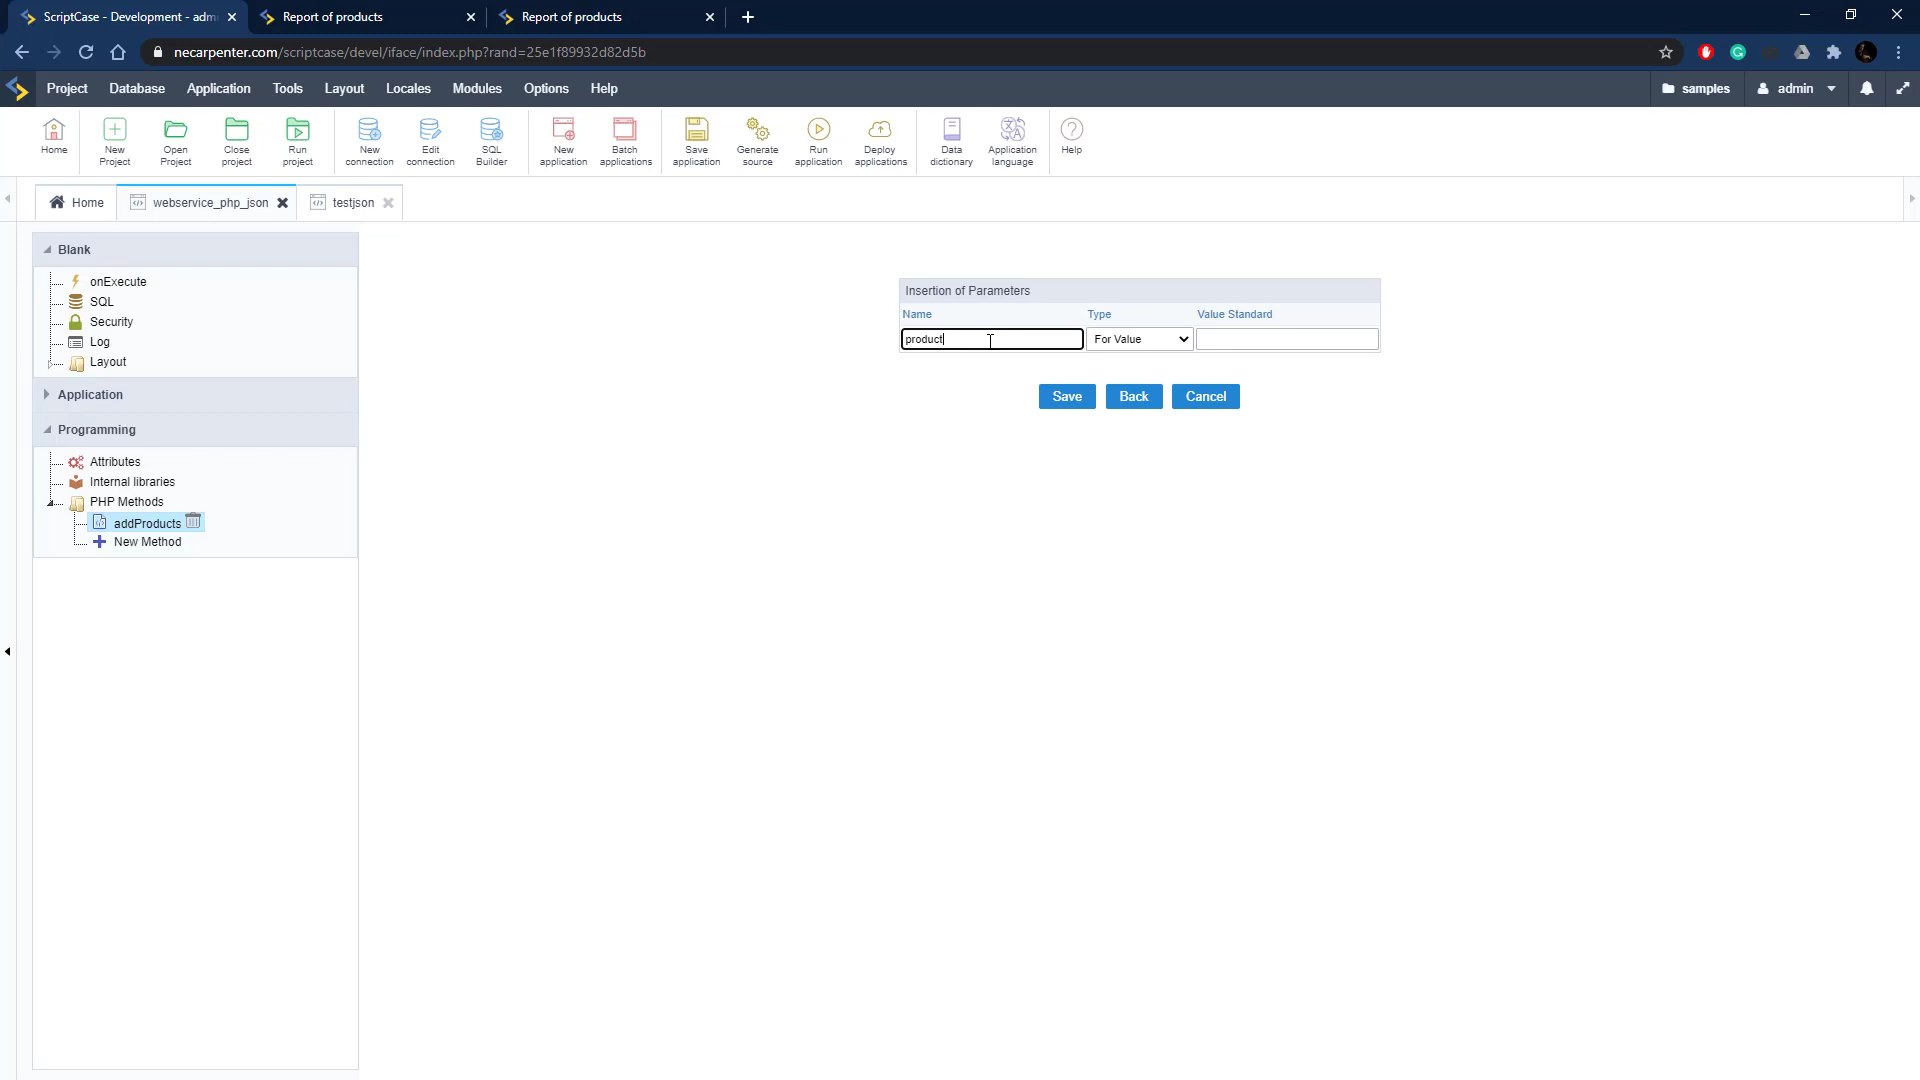 ScriptCase - Development - admi
Report of products
Report of products
necarpenter.com/scriptcase/devel/iface/index.php?rand=25e1f89932d82d5b
Project
Database
Application
Tools
Layout
Locales
Modules
Options
Help
samples
admin
Home
New
Project
Open
Project
Close
project
Run
project
New
connection
Edit
connection
SQL
Builder
New
application
Batch
applications
Save
application
Generate
source
Run
application
Deploy
applications
Data
dictionary
Application
language
Help
Home
webservice_php_json
testjson
Blank
onExecute
SQL
Security
Log
Layout
Application
Programming
Attributes
Internal libraries
PHP Methods
addProducts
New Method
Insertion of Parameters
Name Type Value Standard
product For Value
Save Back Cancel